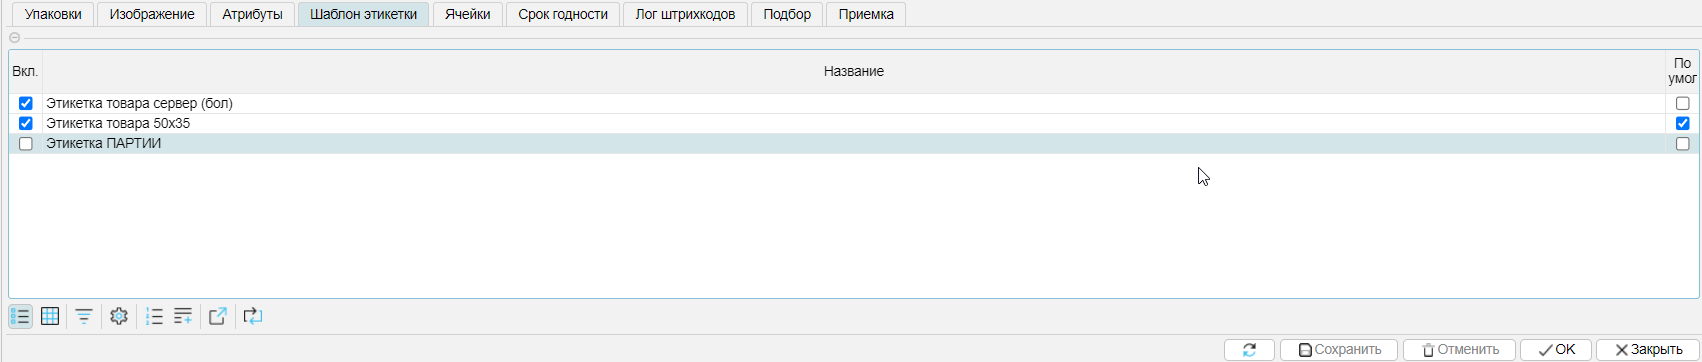 Упаковки Изображение Атрибуты Шаблон этикетки Ячейки Срок годности Лог штрихкодов Подбор Приемка
Вкл. Название По умол
Этикетка товара сервер (бол)
Этикетка товара 50x35
Этикетка ПАРТИИ
Сохранить Отменить OK Закрыть